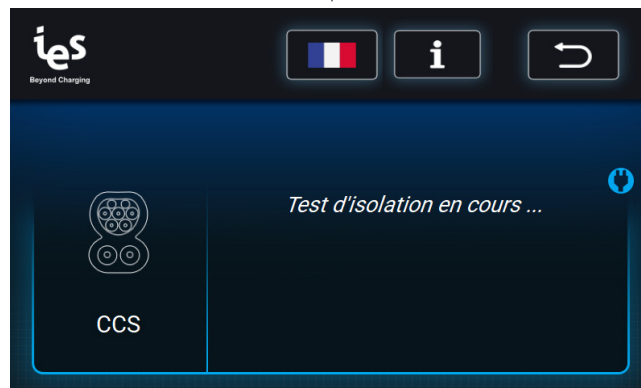 ies
Beyond Charging
i
Test d'isolation en cours ...
CCS